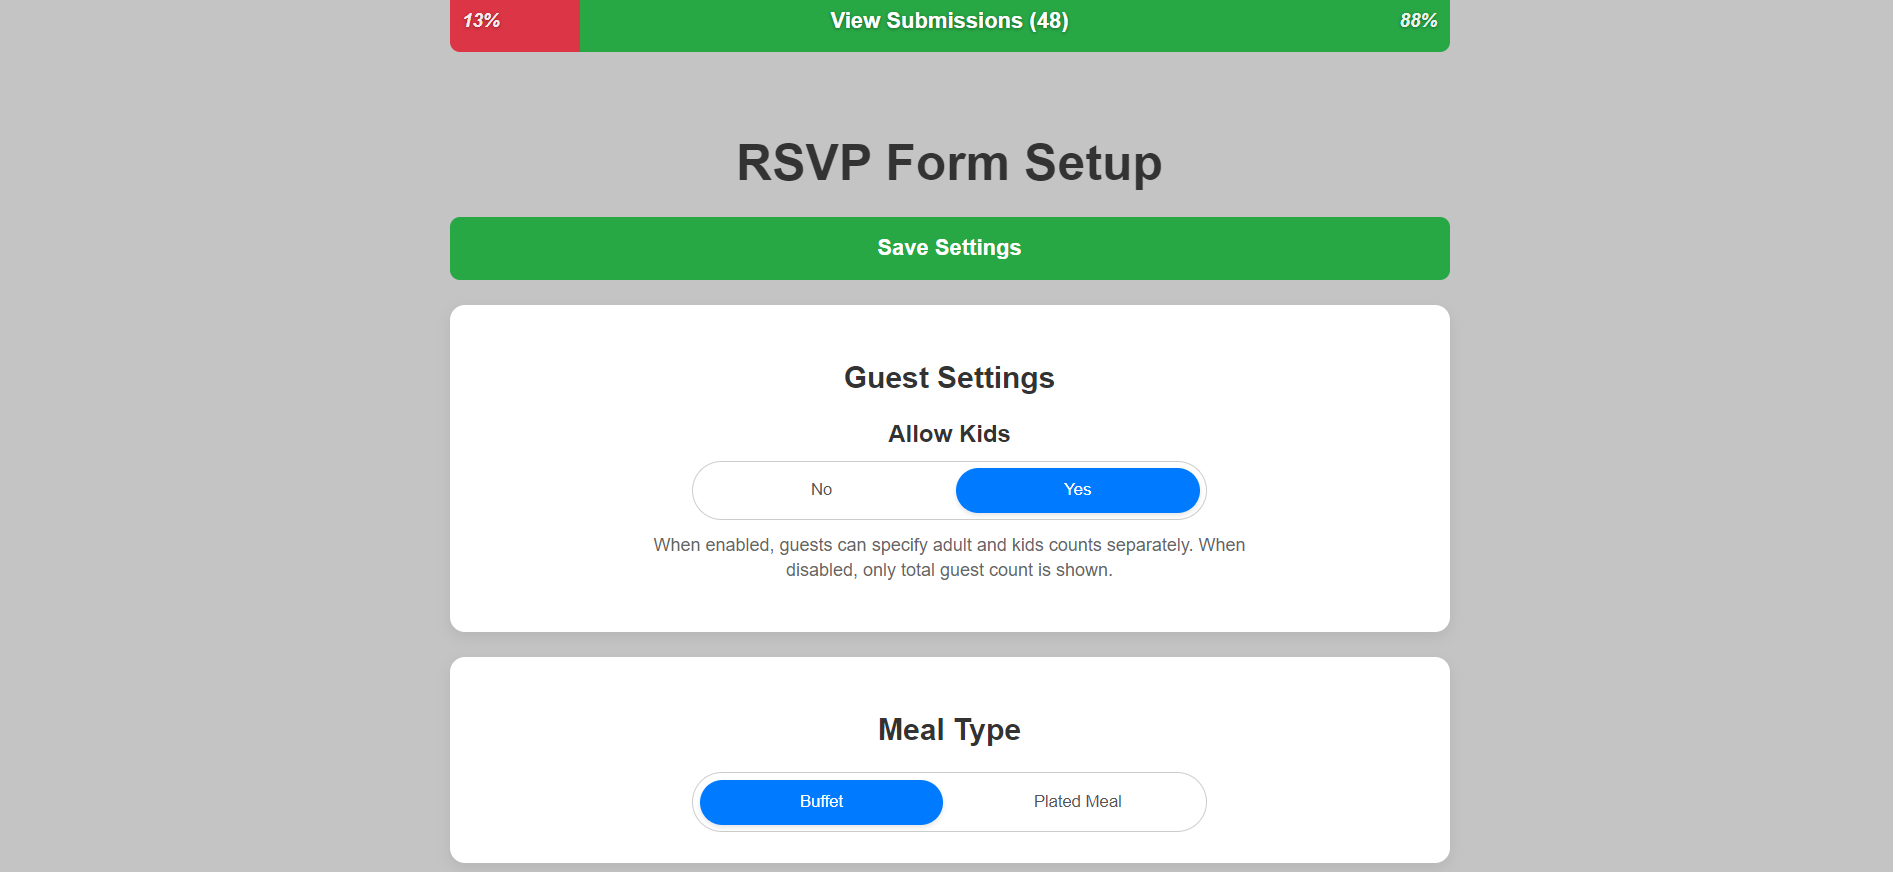 13% View Submissions (48) 88%
RSVP Form Setup
Save Settings
Guest Settings
Allow Kids
No Yes
When enabled, guests can specify adult and kids counts separately. When
disabled, only total guest count is shown.
Meal Type
Buffet Plated Meal